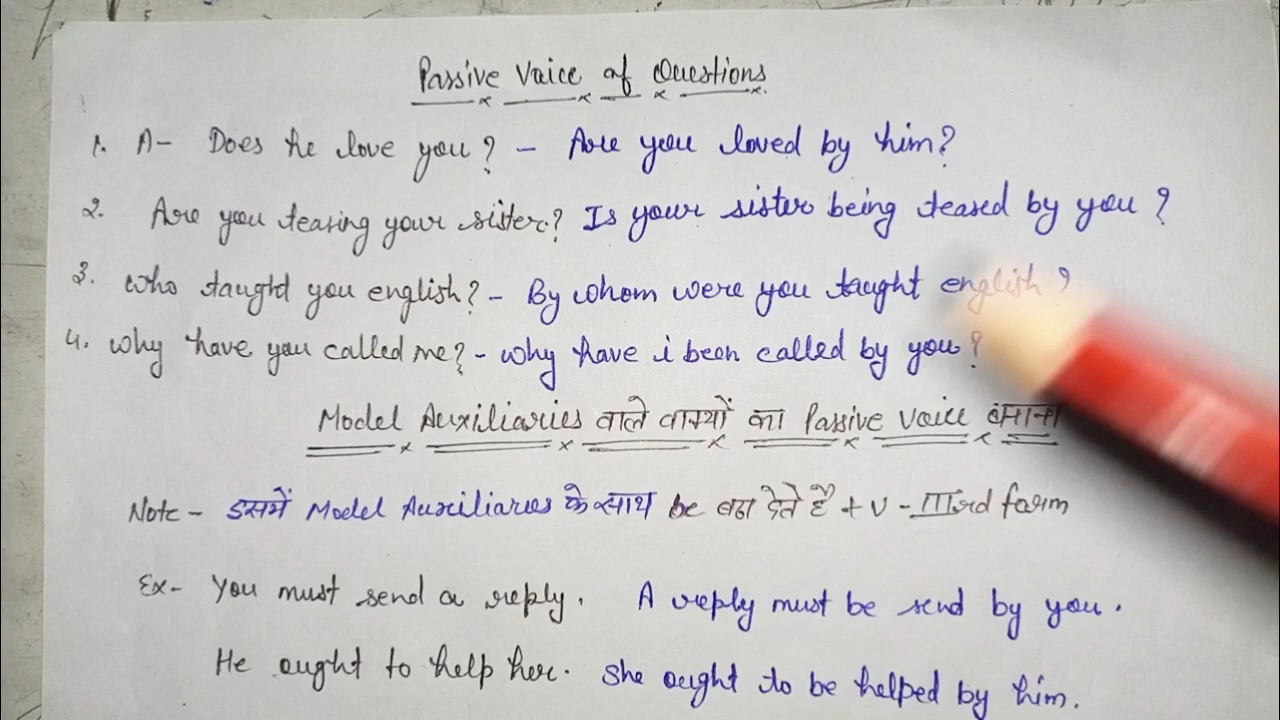 Passive Voice of Questions
1. A- Does he love you? - Are you loved by him?
2. Are you teasing your sister? Is your sister being teased by you?
3. Who taught you english? - By whom were you taught english?
4. Why have you called me? - Why have i been called by you?
Model Auxiliaries वाले वाक्यों का Passive Voice बनाना
Note - इसमें Model Auxiliaries के साथ be बढा देते हैं + V - IIIrd form
Ex- You must send a reply. A reply must be send by you.
He ought to help her. She ought to be helped by him.